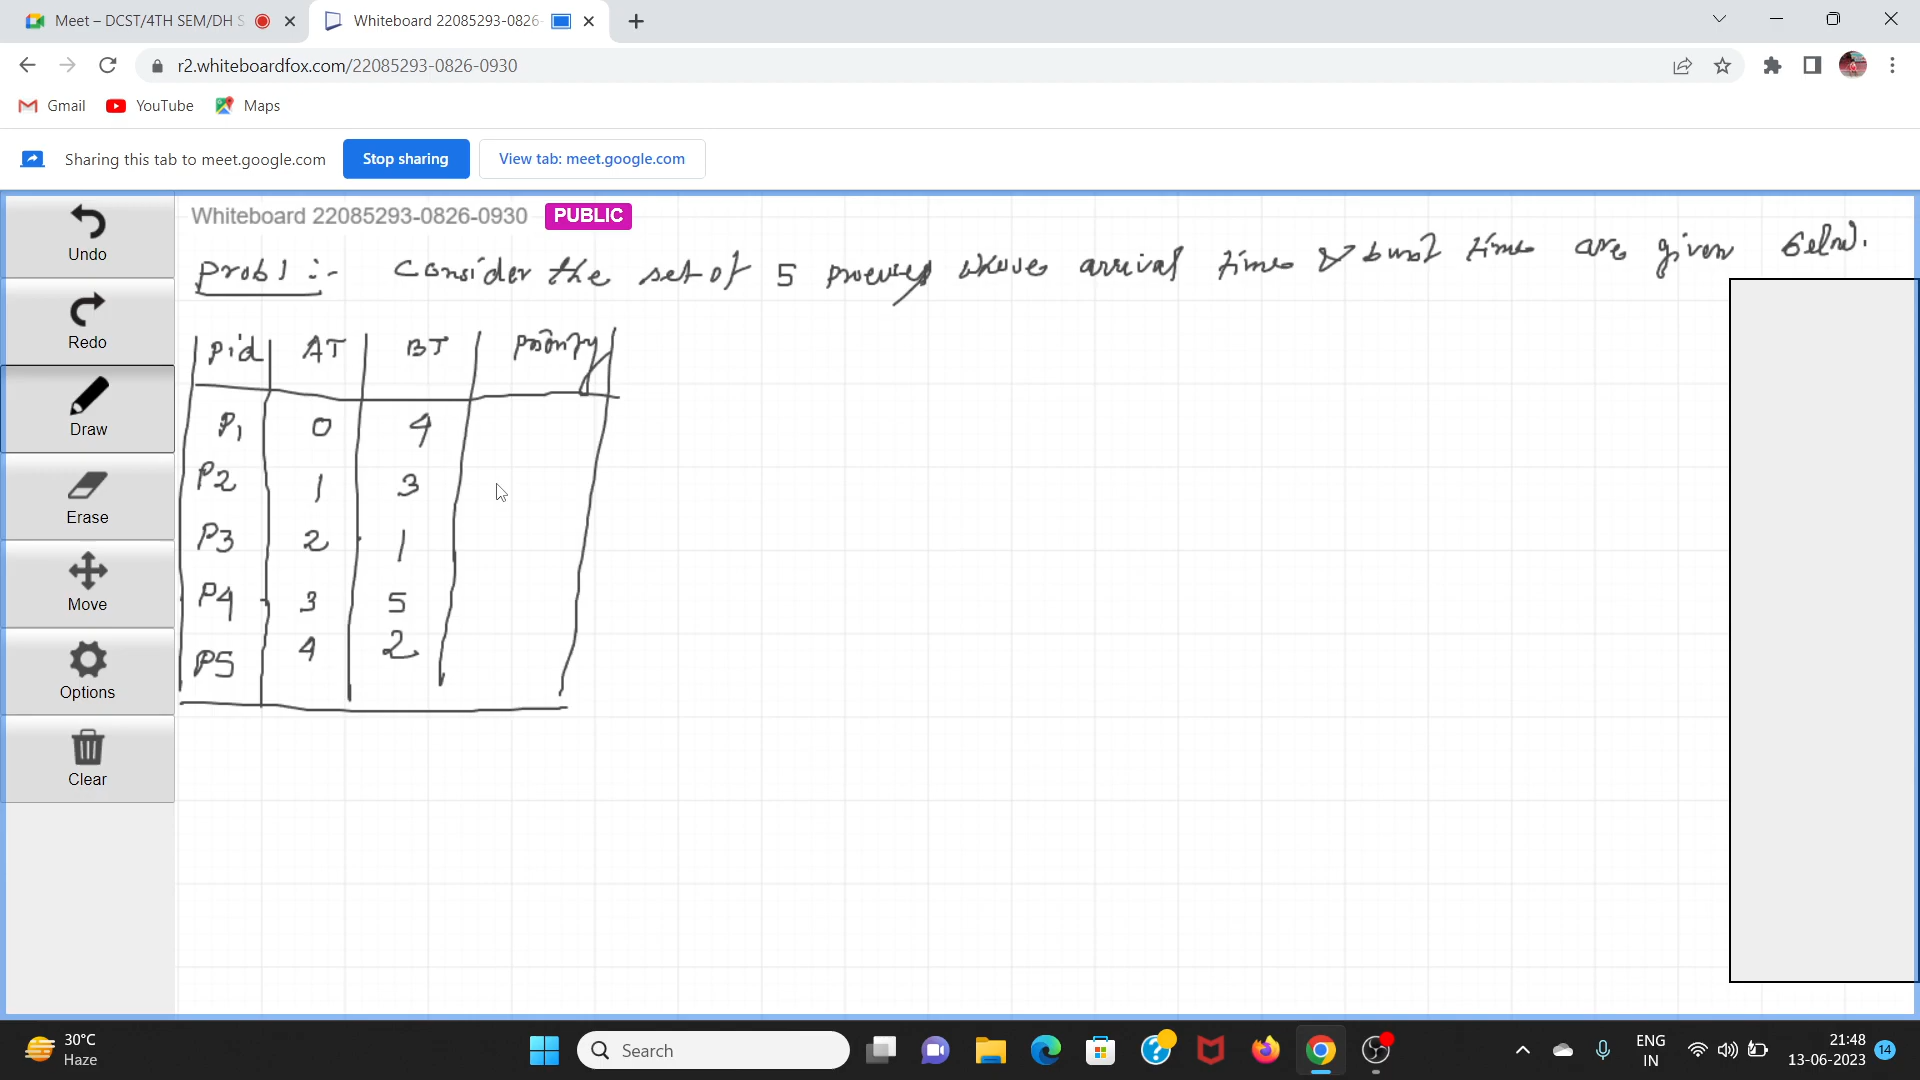 Meet – DCST/4TH SEM/DH S
Whiteboard 22085293-0826-
r2.whiteboardfox.com/22085293-0826-0930
Gmail YouTube Maps
Sharing this tab to meet.google.com Stop sharing View tab: meet.google.com
Undo
Redo
Draw
Erase
Move
Options
Clear
Whiteboard 22085293-0826-0930 PUBLIC
Prob1 :- Consider the set of 5 processes whose arrival time & burst time are given below.
Pid AT BT Priority
P1 0 4
P2 1 3
P3 2 1
P4 3 5
P5 4 2
30°C
Haze
Search
ENG
IN
21:48
13-06-2023
14